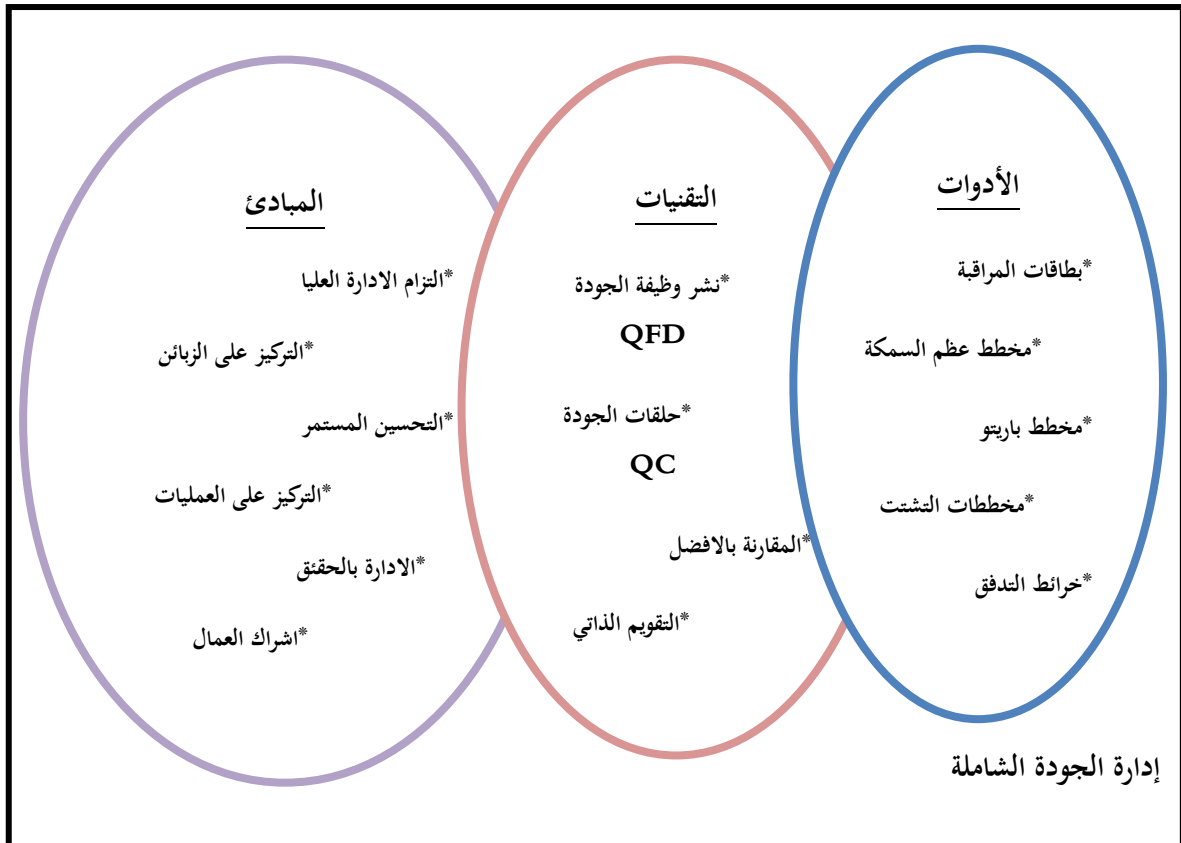 الأدوات
*بطاقات المراقبة
*مخطط عظم السمكة
*مخطط باريتو
*مخططات التشتت
*خرائط التدفق
التقنيات
*نشر وظيفة الجودة
QFD
*حلقات الجودة
QC
*المقارنة بالافضل
*التقويم الذاتي
المبادئ
*التزام الادارة العليا
*التركيز على الزبائن
*التحسين المستمر
*التركيز على العمليات
*الادارة بالحقئق
*اشراك العمال
إدارة الجودة الشاملة